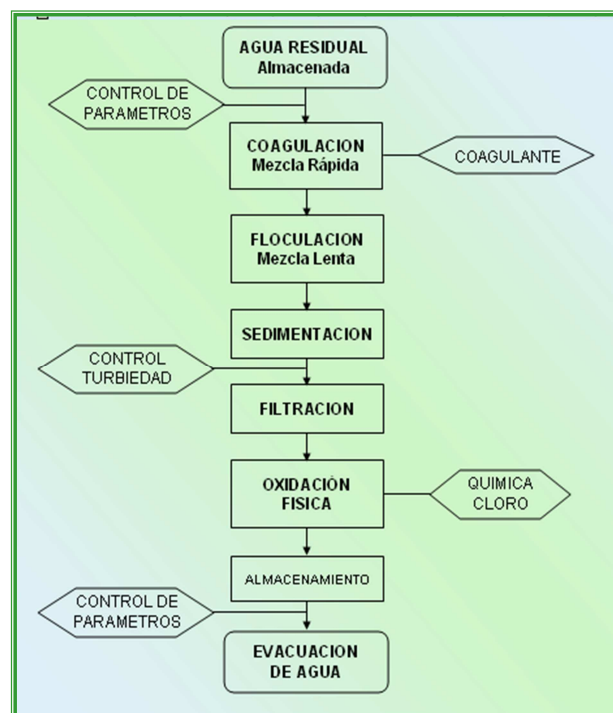 AGUA RESIDUAL
Almacenada
CONTROL DE
PARAMETROS
COAGULACION
Mezcla Rápida
COAGULANTE
FLOCULACION
Mezcla Lenta
SEDIMENTACION
CONTROL
TURBIEDAD
FILTRACION
OXIDACIÓN
FISICA
QUIMICA
CLORO
ALMACENAMIENTO
CONTROL DE
PARAMETROS
EVACUACION
DE AGUA